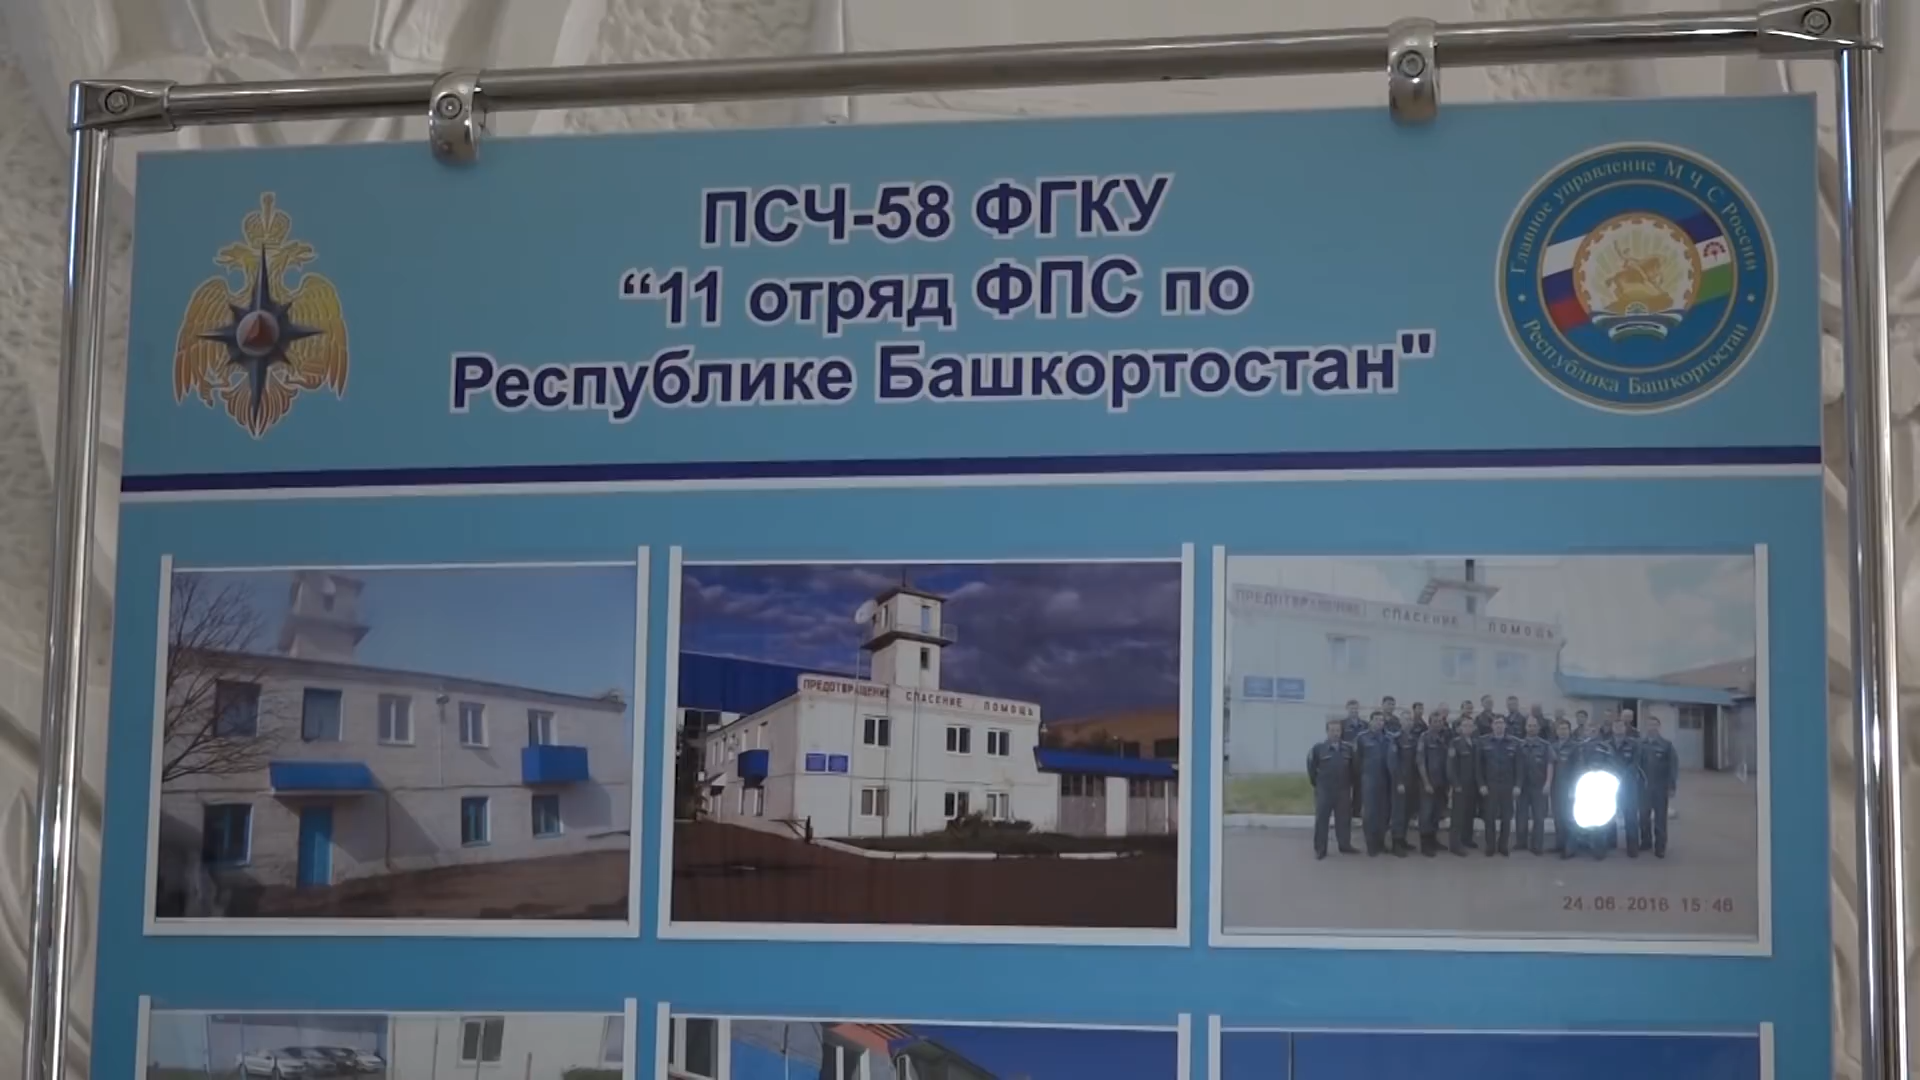 ПСЧ-58 ФГКУ
“11 отряд ФПС по
Республике Башкортостан"
Главное управление МЧС России
Республика Башкортостан
ПРЕДОТВРАЩЕНИЕ СПАСЕНИЕ ПОМОЩЬ
ПРЕДОТВРАЩЕНИЕ СПАСЕНИЕ ПОМОЩЬ
24.06.2016 15:46